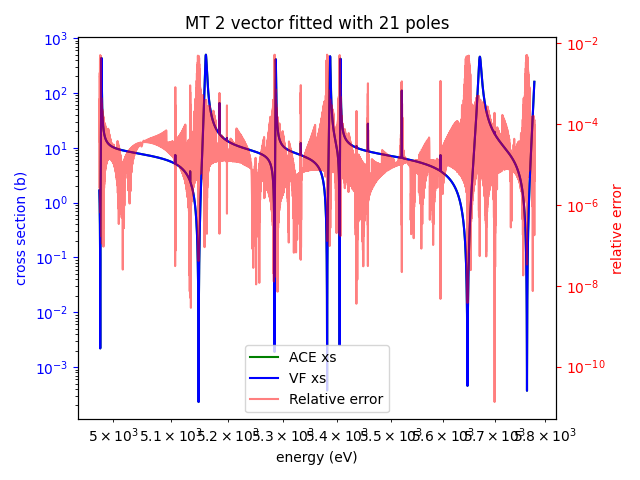 MT 2 vector fitted with 21 poles
10³
10²
10¹
10⁰
10⁻¹
10⁻²
10⁻³
cross section (b)
10⁻²
10⁻⁴
10⁻⁶
10⁻⁸
10⁻¹⁰
relative error
ACE xs
VF xs
Relative error
5 × 10³ 5.1 × 10³ 5.2 × 10³ 5.3 × 10³ 5.4 × 10³ 5.5 × 10³ 5.6 × 10³ 5.7 × 10³ 5.8 × 10³
energy (eV)